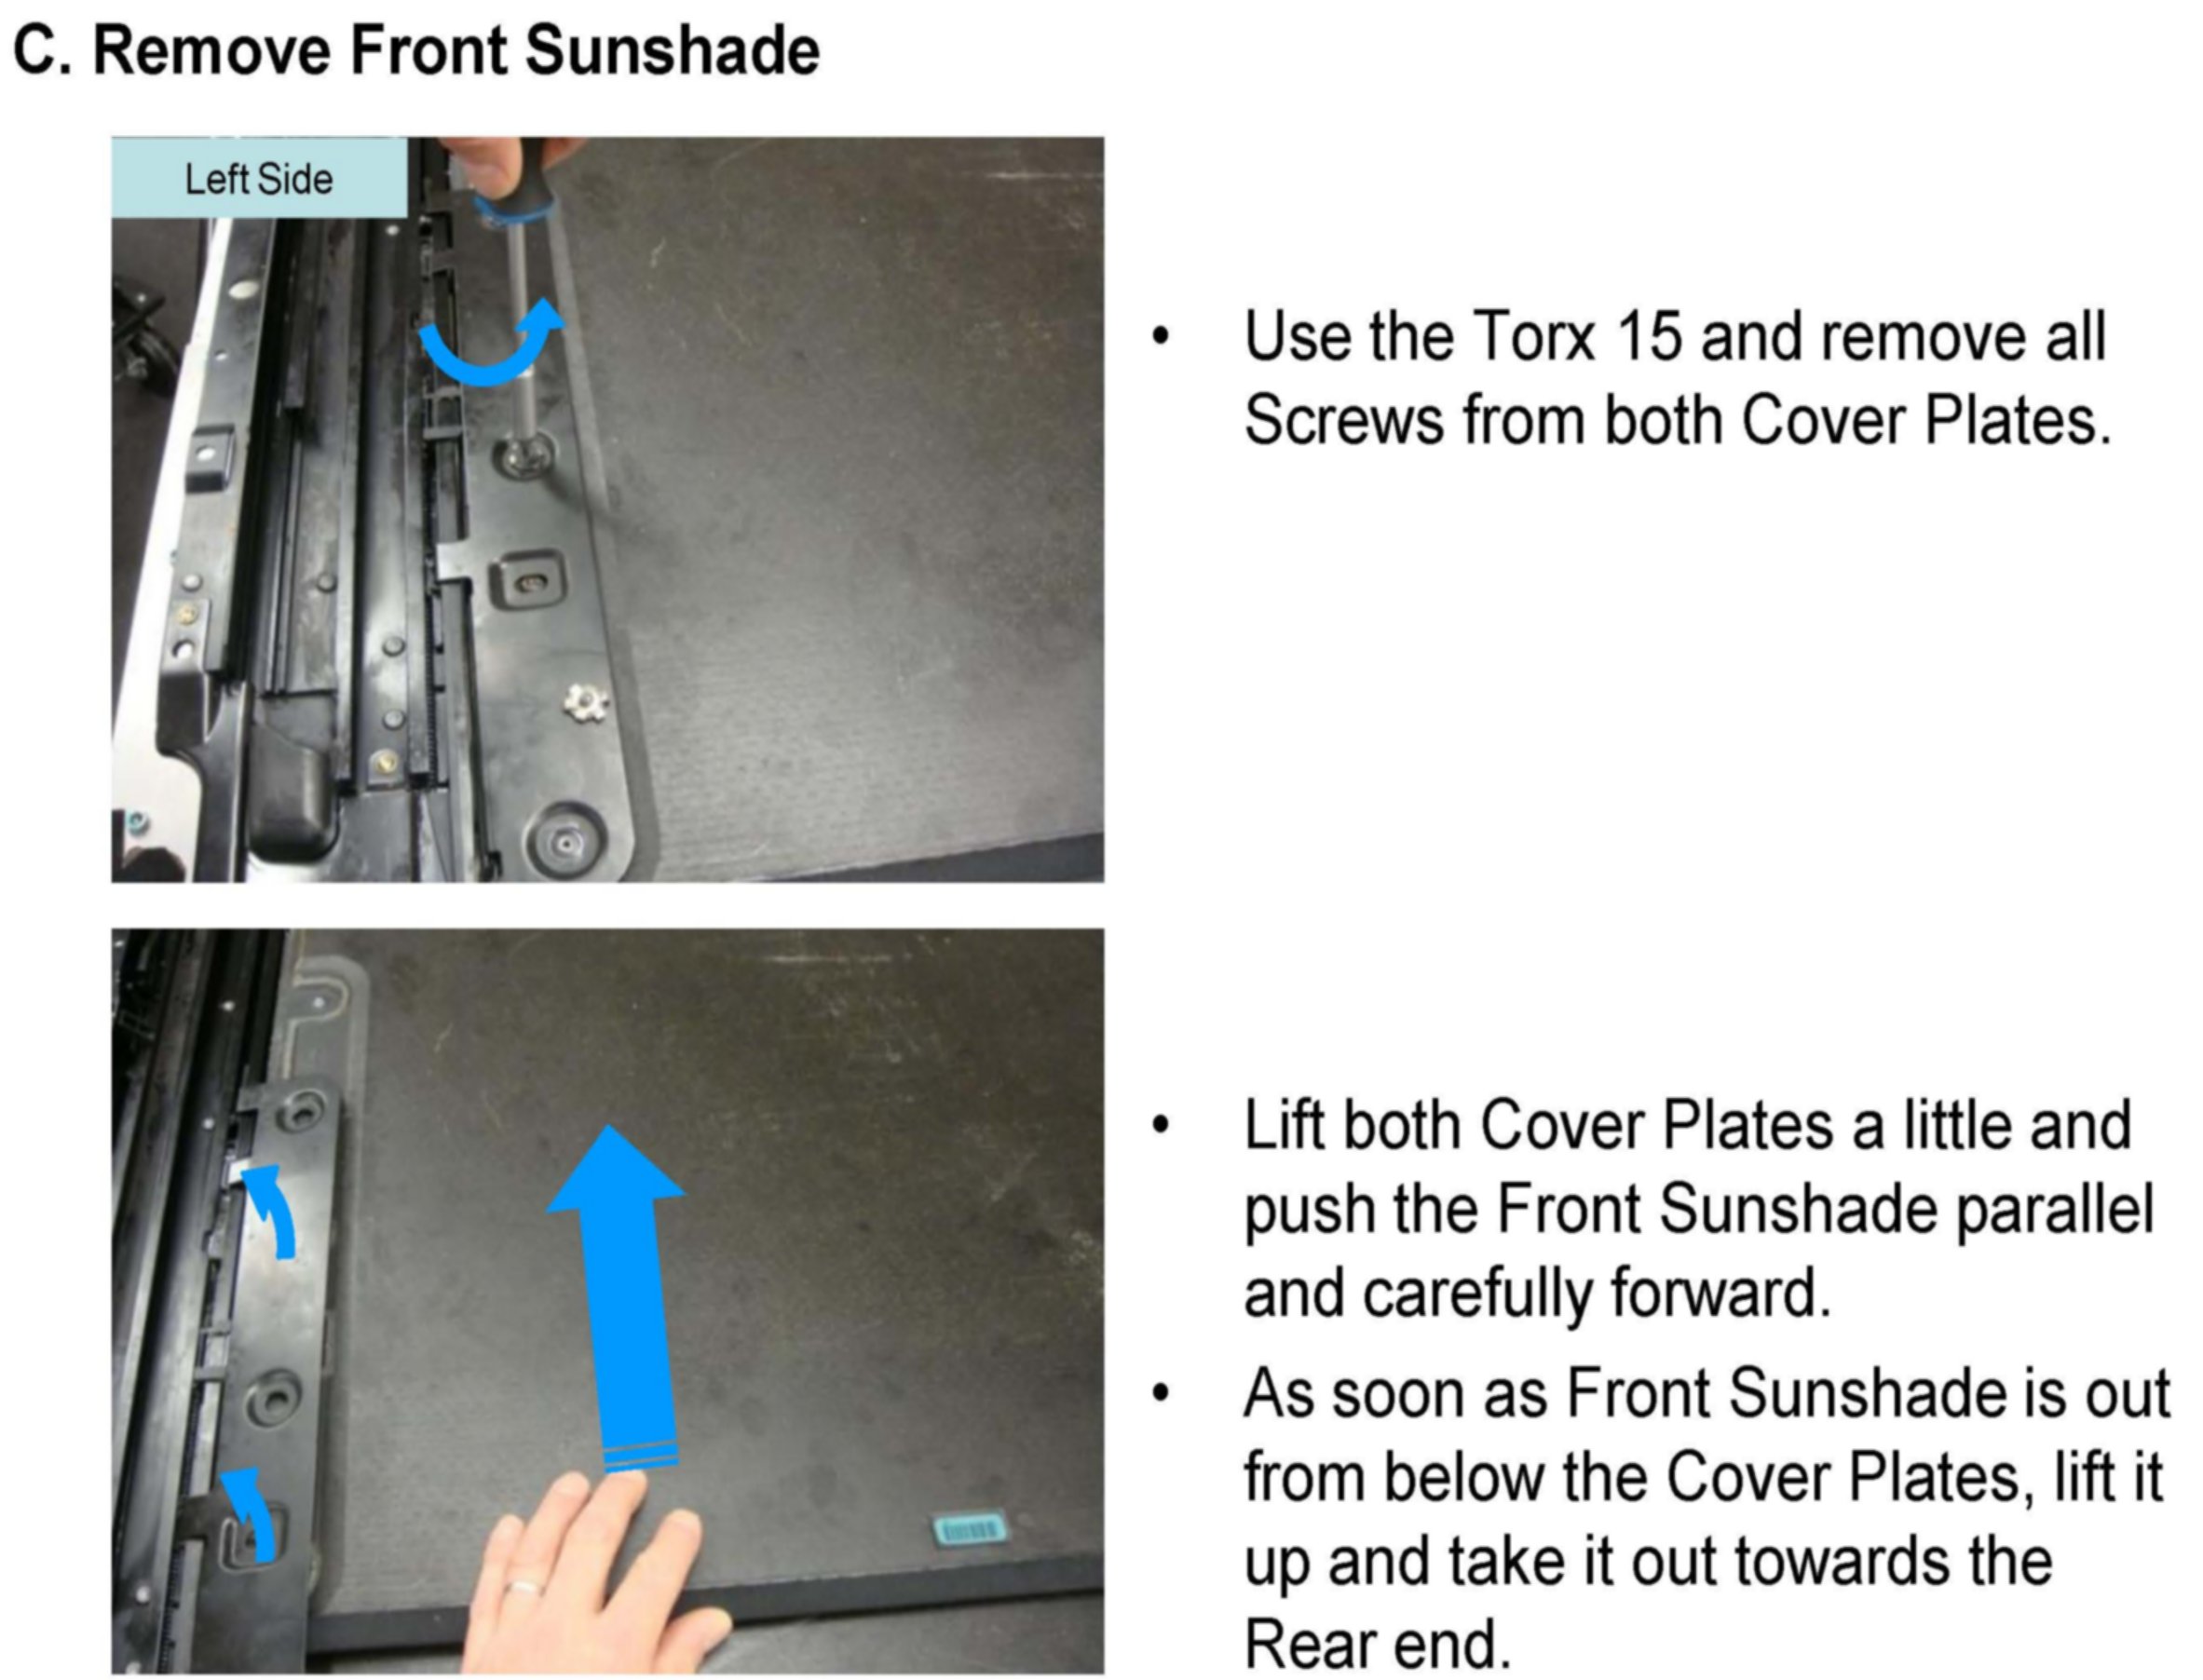 C. Remove Front Sunshade
Left Side
• Use the Torx 15 and remove all
Screws from both Cover Plates.
• Lift both Cover Plates a little and
push the Front Sunshade parallel
and carefully forward.
• As soon as Front Sunshade is out
from below the Cover Plates, lift it
up and take it out towards the
Rear end.